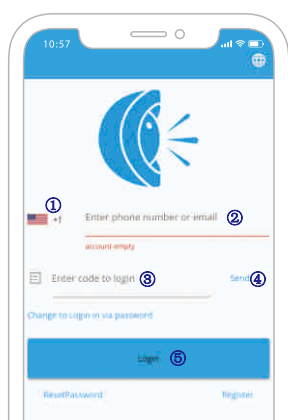 10:57
① +1 Enter phone number or email ②
account empty
Enter code to login ③ Send ④
Change to Login in via password
Login ⑤
ResetPassword Register